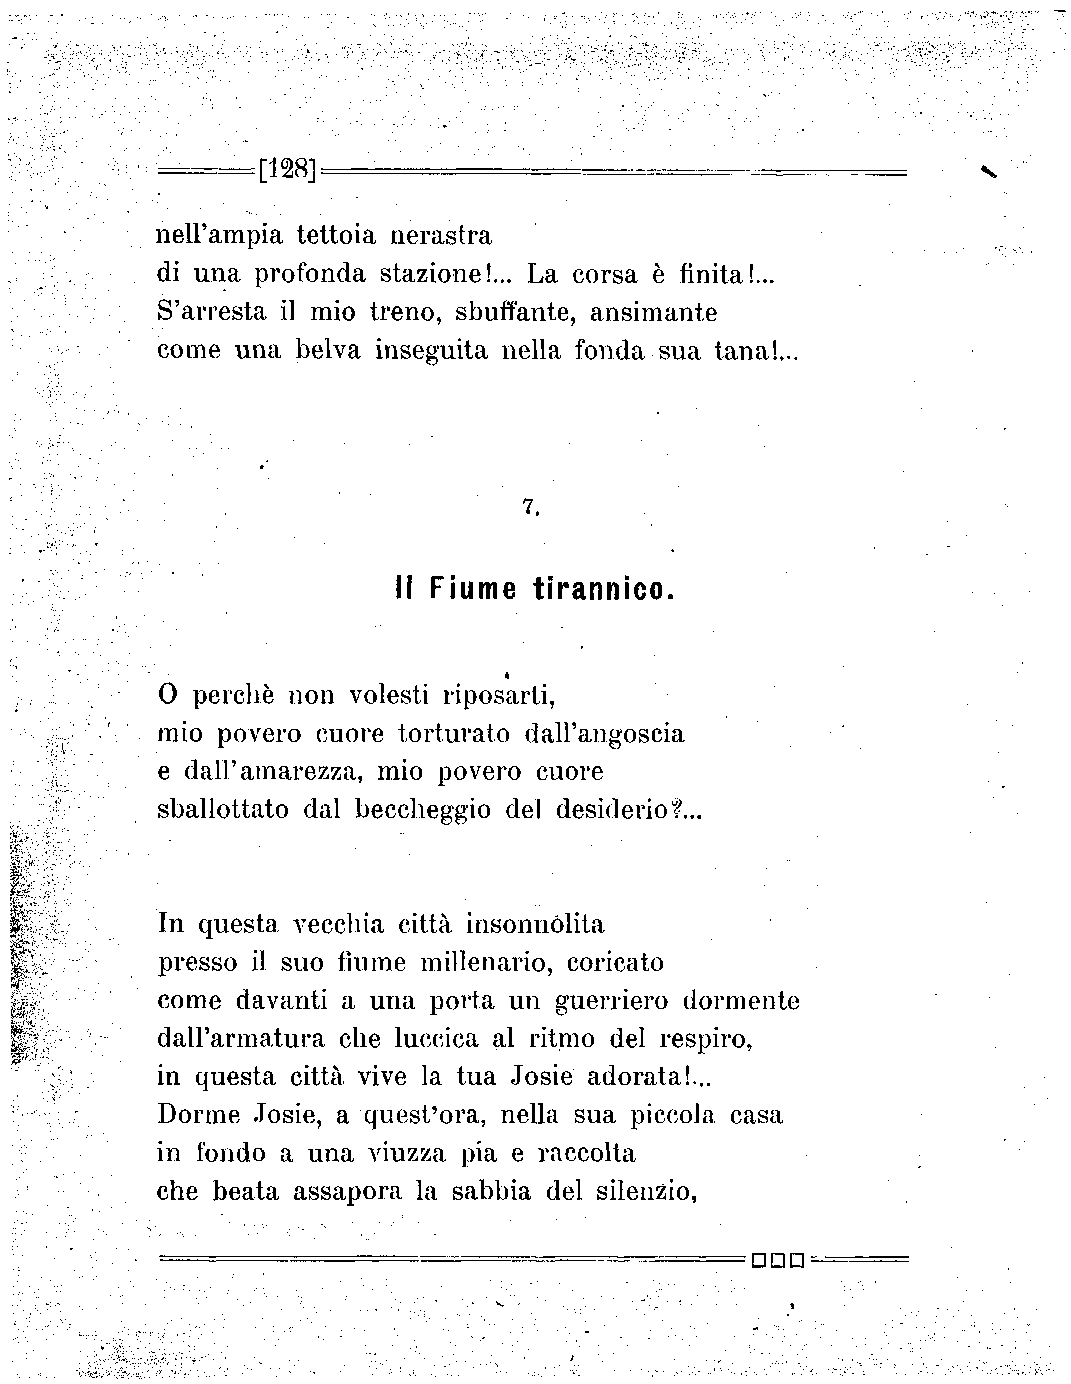 [128]
nell'ampia tettoia nerastra
di una profonda stazione!... La corsa è finita!...
S'arresta il mio treno, sbuffante, ansimante
come una belva inseguita nella fonda sua tana!...
7.
Il Fiume tirannico.
O perchè non volesti riposarti,
mio povero cuore torturato dall'angoscia
e dall'amarezza, mio povero cuore
sballottato dal beccheggio del desiderio?...
In questa vecchia città insonnolita
presso il suo fiume millenario, coricato
come davanti a una porta un guerriero dormente
dall'armatura che luccica al ritmo del respiro,
in questa città vive la tua Josie adorata!...
Dorme Josie, a quest'ora, nella sua piccola casa
in fondo a una viuzza pia e raccolta
che beata assapora la sabbia del silenzio,